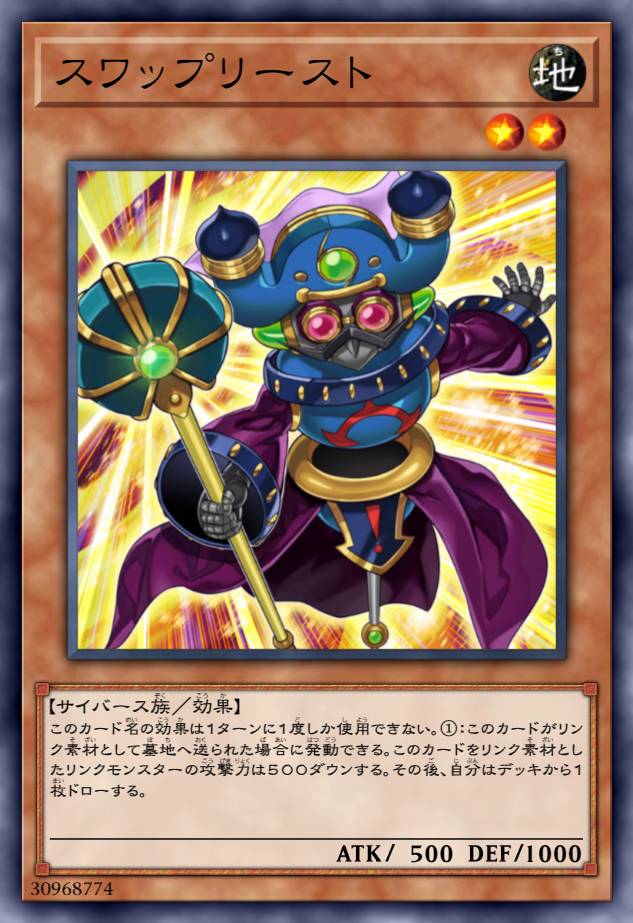 スワップリースト
地
【サイバース族／効果】
このカード名の効果は1ターンに1度しか使用できない。①：このカードがリン
ク素材として墓地へ送られた場合に発動できる。このカードをリンク素材とし
たリンクモンスターの攻撃力は500ダウンする。その後、自分はデッキから1
枚ドローする。
ATK/ 500 DEF/1000
30968774